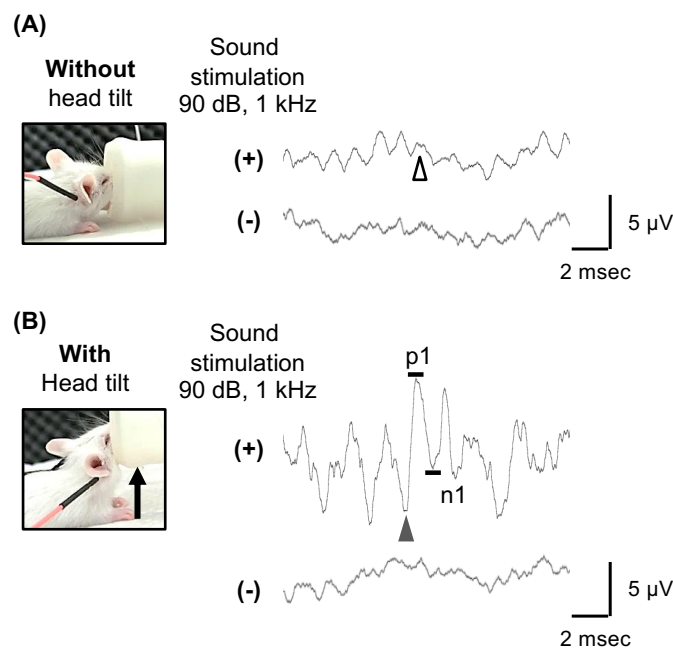 (A)
Without
head tilt
Sound
stimulation
90 dB, 1 kHz
(+)
(-)
5 µV
2 msec
(B)
With
Head tilt
Sound
stimulation
90 dB, 1 kHz
p1
(+)
n1
(-)
5 µV
2 msec